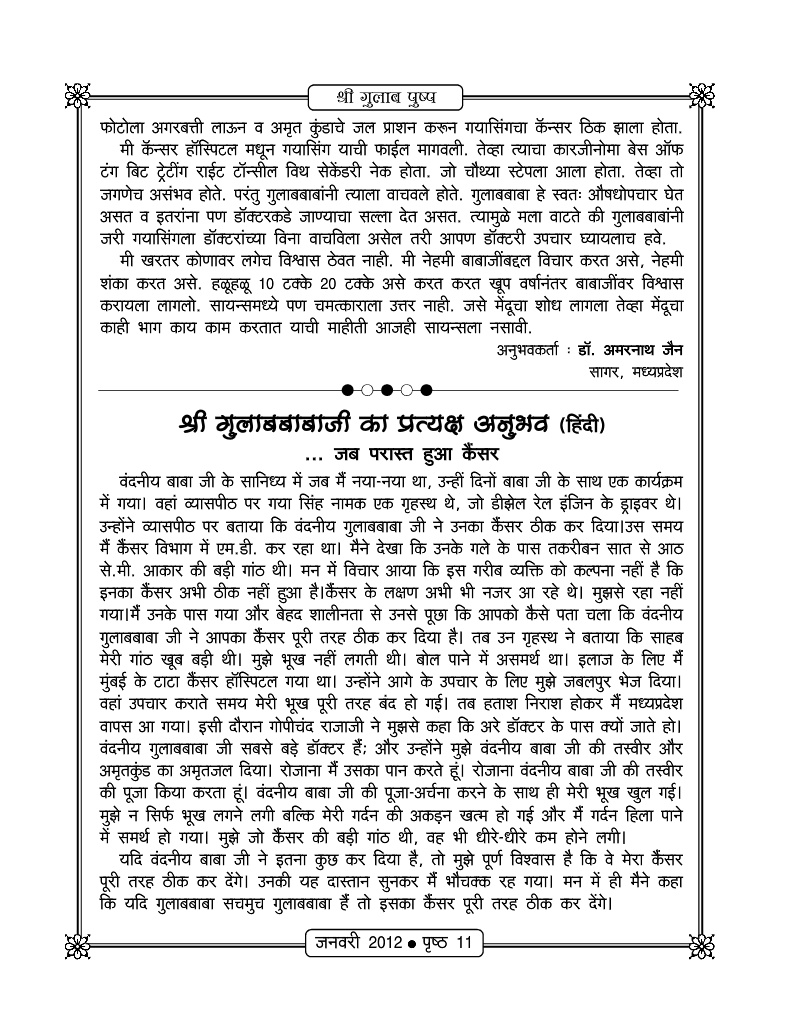 श्री गुलाब पुष्प
फोटोला अगरबत्ती लाऊन व अमृत कुंडाचे जल प्राशन करून गयासिंगचा कॅन्सर ठिक झाला होता.
मी कॅन्सर हॉस्पिटल मधून गयासिंग याची फाईल मागवली. तेव्हा त्याचा कारजीनोमा बेस ऑफ
टंग बिट ट्रेटींग राईट टॉन्सील विथ सेकेंडरी नेक होता. जो चौथ्या स्टेपला आला होता. तेव्हा तो
जगणेच असंभव होते. परंतु गुलाबबाबांनी त्याला वाचवले होते. गुलाबबाबा हे स्वतः औषधोपचार घेत
असत व इतरांना पण डॉक्टरकडे जाण्याचा सल्ला देत असत. त्यामुळे मला वाटते की गुलाबबाबांनी
जरी गयासिंगला डॉक्टरांच्या विना वाचविला असेल तरी आपण डॉक्टरी उपचार घ्यायलाच हवे.
मी खरतर कोणावर लगेच विश्वास ठेवत नाही. मी नेहमी बाबाजींबद्दल विचार करत असे, नेहमी
शंका करत असे. हळूहळू 10 टक्के 20 टक्के असे करत करत खूप वर्षानंतर बाबाजींवर विश्वास
करायला लागलो. सायन्समध्ये पण चमत्काराला उत्तर नाही. जसे मेंदूचा शोध लागला तेव्हा मेंदूचा
काही भाग काय काम करतात याची माहीती आजही सायन्सला नसावी.
अनुभवकर्ता : डॉ. अमरनाथ जैन
सागर, मध्यप्रदेश
श्री गुलाबबाबाजी का प्रत्यक्ष अनुभव (हिंदी)
... जब परास्त हुआ कैंसर
वंदनीय बाबा जी के सानिध्य में जब मैं नया-नया था, उन्हीं दिनों बाबा जी के साथ एक कार्यक्रम
में गया। वहां व्यासपीठ पर गया सिंह नामक एक गृहस्थ थे, जो डीझेल रेल इंजिन के ड्राइवर थे।
उन्होंने व्यासपीठ पर बताया कि वंदनीय गुलाबबाबा जी ने उनका कैंसर ठीक कर दिया।उस समय
मैं कैंसर विभाग में एम.डी. कर रहा था। मैने देखा कि उनके गले के पास तकरीबन सात से आठ
से.मी. आकार की बड़ी गांठ थी। मन में विचार आया कि इस गरीब व्यक्ति को कल्पना नहीं है कि
इनका कैंसर अभी ठीक नहीं हुआ है।कैंसर के लक्षण अभी भी नजर आ रहे थे। मुझसे रहा नहीं
गया।मैं उनके पास गया और बेहद शालीनता से उनसे पूछा कि आपको कैसे पता चला कि वंदनीय
गुलाबबाबा जी ने आपका कैंसर पूरी तरह ठीक कर दिया है। तब उन गृहस्थ ने बताया कि साहब
मेरी गांठ खूब बड़ी थी। मुझे भूख नहीं लगती थी। बोल पाने में असमर्थ था। इलाज के लिए मैं
मुंबई के टाटा कैंसर हॉस्पिटल गया था। उन्होंने आगे के उपचार के लिए मुझे जबलपुर भेज दिया।
वहां उपचार कराते समय मेरी भूख पूरी तरह बंद हो गई। तब हताश निराश होकर मैं मध्यप्रदेश
वापस आ गया। इसी दौरान गोपीचंद राजाजी ने मुझसे कहा कि अरे डॉक्टर के पास क्यों जाते हो।
वंदनीय गुलाबबाबा जी सबसे बड़े डॉक्टर हैं; और उन्होंने मुझे वंदनीय बाबा जी की तस्वीर और
अमृतकुंड का अमृतजल दिया। रोजाना मैं उसका पान करते हूं। रोजाना वंदनीय बाबा जी की तस्वीर
की पूजा किया करता हूं। वंदनीय बाबा जी की पूजा-अर्चना करने के साथ ही मेरी भूख खुल गई।
मुझे न सिर्फ भूख लगने लगी बल्कि मेरी गर्दन की अकड़न खत्म हो गई और मैं गर्दन हिला पाने
में समर्थ हो गया। मुझे जो कैंसर की बड़ी गांठ थी, वह भी धीरे-धीरे कम होने लगी।
यदि वंदनीय बाबा जी ने इतना कुछ कर दिया है, तो मुझे पूर्ण विश्वास है कि वे मेरा कैंसर
पूरी तरह ठीक कर देंगे। उनकी यह दास्तान सुनकर मैं भौचक्क रह गया। मन में ही मैने कहा
कि यदि गुलाबबाबा सचमुच गुलाबबाबा हैं तो इसका कैंसर पूरी तरह ठीक कर देंगे।
जनवरी 2012 ● पृष्ठ 11